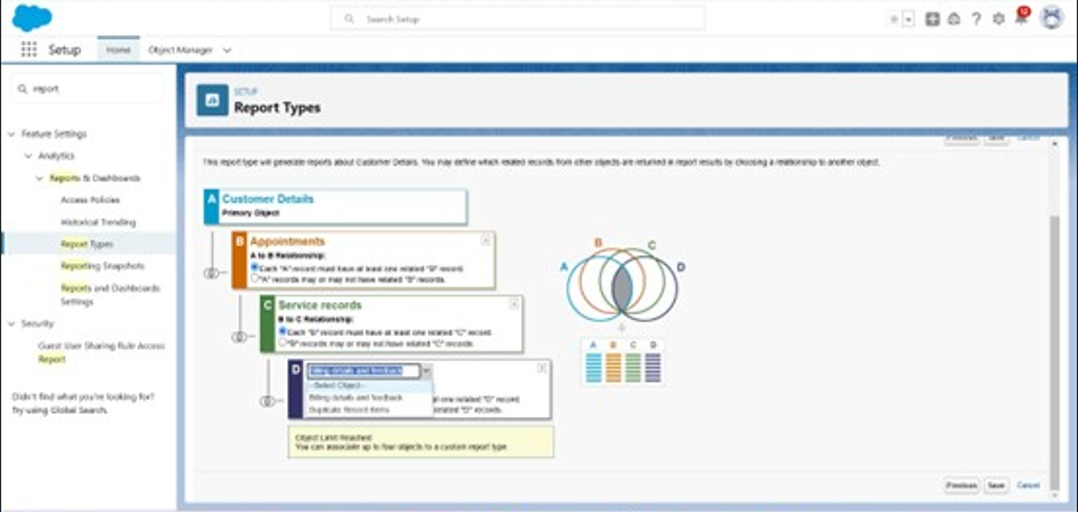 Search Setup
12
Setup
Home
Object Manager
report
Feature Settings
Analytics
Reports & Dashboards
Access Policies
Historical Trending
Report Types
Reporting Snapshots
Reports and Dashboards
Settings
Security
Guest User Sharing Rule Access
Report
Didn't find what you're looking for?
Try using Global Search.
SETUP
Report Types
Previous Save Cancel
This report type will generate reports about Customer Details. You may define which related records from other objects are returned in report results by choosing a relationship to another object.
A Customer Details
Primary Object
B Appointments
A to B Relationship:
Each "A" record must have at least one related "B" record.
"A" records may or may not have related "B" records.
C Service records
B to C Relationship:
Each "B" record must have at least one related "C" record.
"B" records may or may not have related "C" records.
D Billing details and feedback
--Select Object--
Billing details and feedback
Duplicate Record Items
at least one related "D" record.
related "D" records.
Object Limit Reached
You can associate up to four objects to a custom report type.
B C
A D
A B C D
Previous Save Cancel